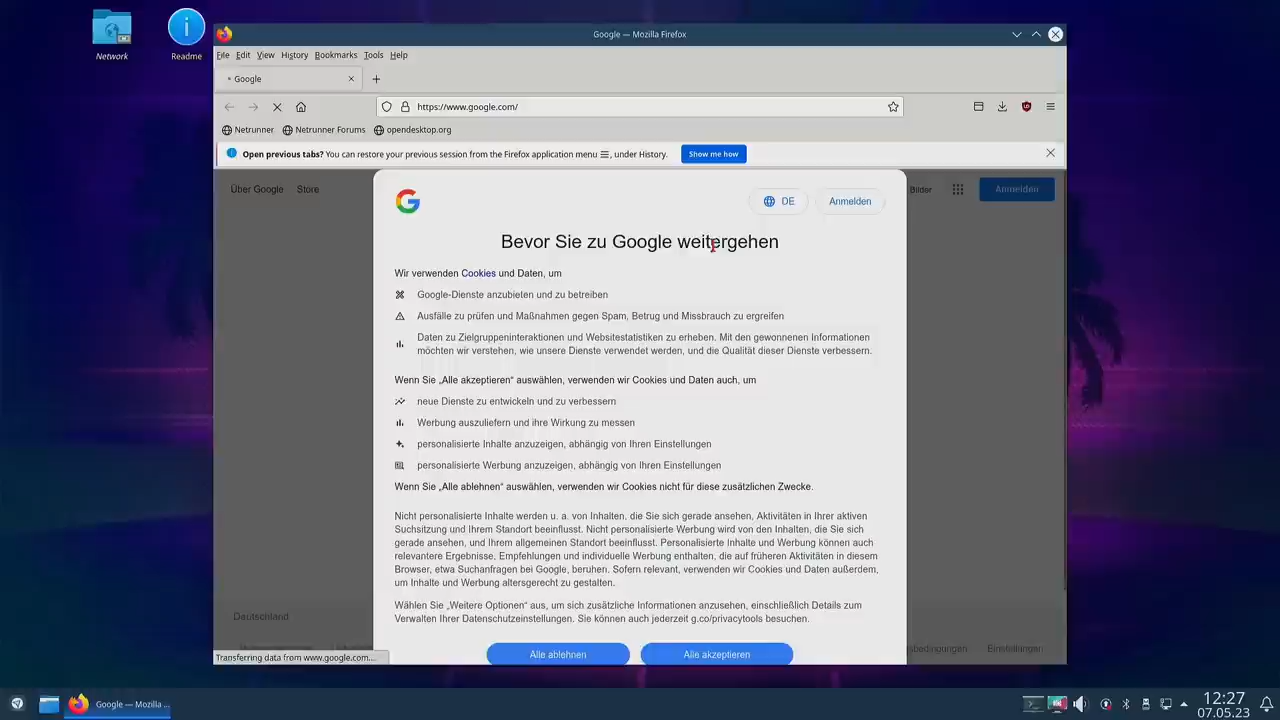 Google — Mozilla Firefox
Network
Readme
File Edit View History Bookmarks Tools Help
Google
https://www.google.com/
Netrunner Netrunner Forums opendesktop.org
Open previous tabs? You can restore your previous session from the Firefox application menu ☰, under History. Show me how
Über Google Store
Bilder
Anmelden
DE Anmelden
Bevor Sie zu Google weitergehen
Wir verwenden Cookies und Daten, um
Google-Dienste anzubieten und zu betreiben
Ausfälle zu prüfen und Maßnahmen gegen Spam, Betrug und Missbrauch zu ergreifen
Daten zu Zielgruppeninteraktionen und Websitestatistiken zu erheben. Mit den gewonnenen Informationen
möchten wir verstehen, wie unsere Dienste verwendet werden, und die Qualität dieser Dienste verbessern.
Wenn Sie „Alle akzeptieren“ auswählen, verwenden wir Cookies und Daten auch, um
neue Dienste zu entwickeln und zu verbessern
Werbung auszuliefern und ihre Wirkung zu messen
personalisierte Inhalte anzuzeigen, abhängig von Ihren Einstellungen
personalisierte Werbung anzuzeigen, abhängig von Ihren Einstellungen
Wenn Sie „Alle ablehnen“ auswählen, verwenden wir Cookies nicht für diese zusätzlichen Zwecke.
Nicht personalisierte Inhalte werden u. a. von Inhalten, die Sie sich gerade ansehen, Aktivitäten in Ihrer aktiven
Suchsitzung und Ihrem Standort beeinflusst. Nicht personalisierte Werbung wird von den Inhalten, die Sie sich
gerade ansehen, und Ihrem allgemeinen Standort beeinflusst. Personalisierte Inhalte und Werbung können auch
relevantere Ergebnisse, Empfehlungen und individuelle Werbung enthalten, die auf früheren Aktivitäten in diesem
Browser, etwa Suchanfragen bei Google, beruhen. Sofern relevant, verwenden wir Cookies und Daten außerdem,
um Inhalte und Werbung altersgerecht zu gestalten.
Wählen Sie „Weitere Optionen“ aus, um sich zusätzliche Informationen anzusehen, einschließlich Details zum
Verwalten Ihrer Datenschutzeinstellungen. Sie können auch jederzeit g.co/privacytools besuchen.
Deutschland
Einstellungen
Alle ablehnen Alle akzeptieren
Transferring data from www.google.com…
Google — Mozilla ...
12:27
07.05.23